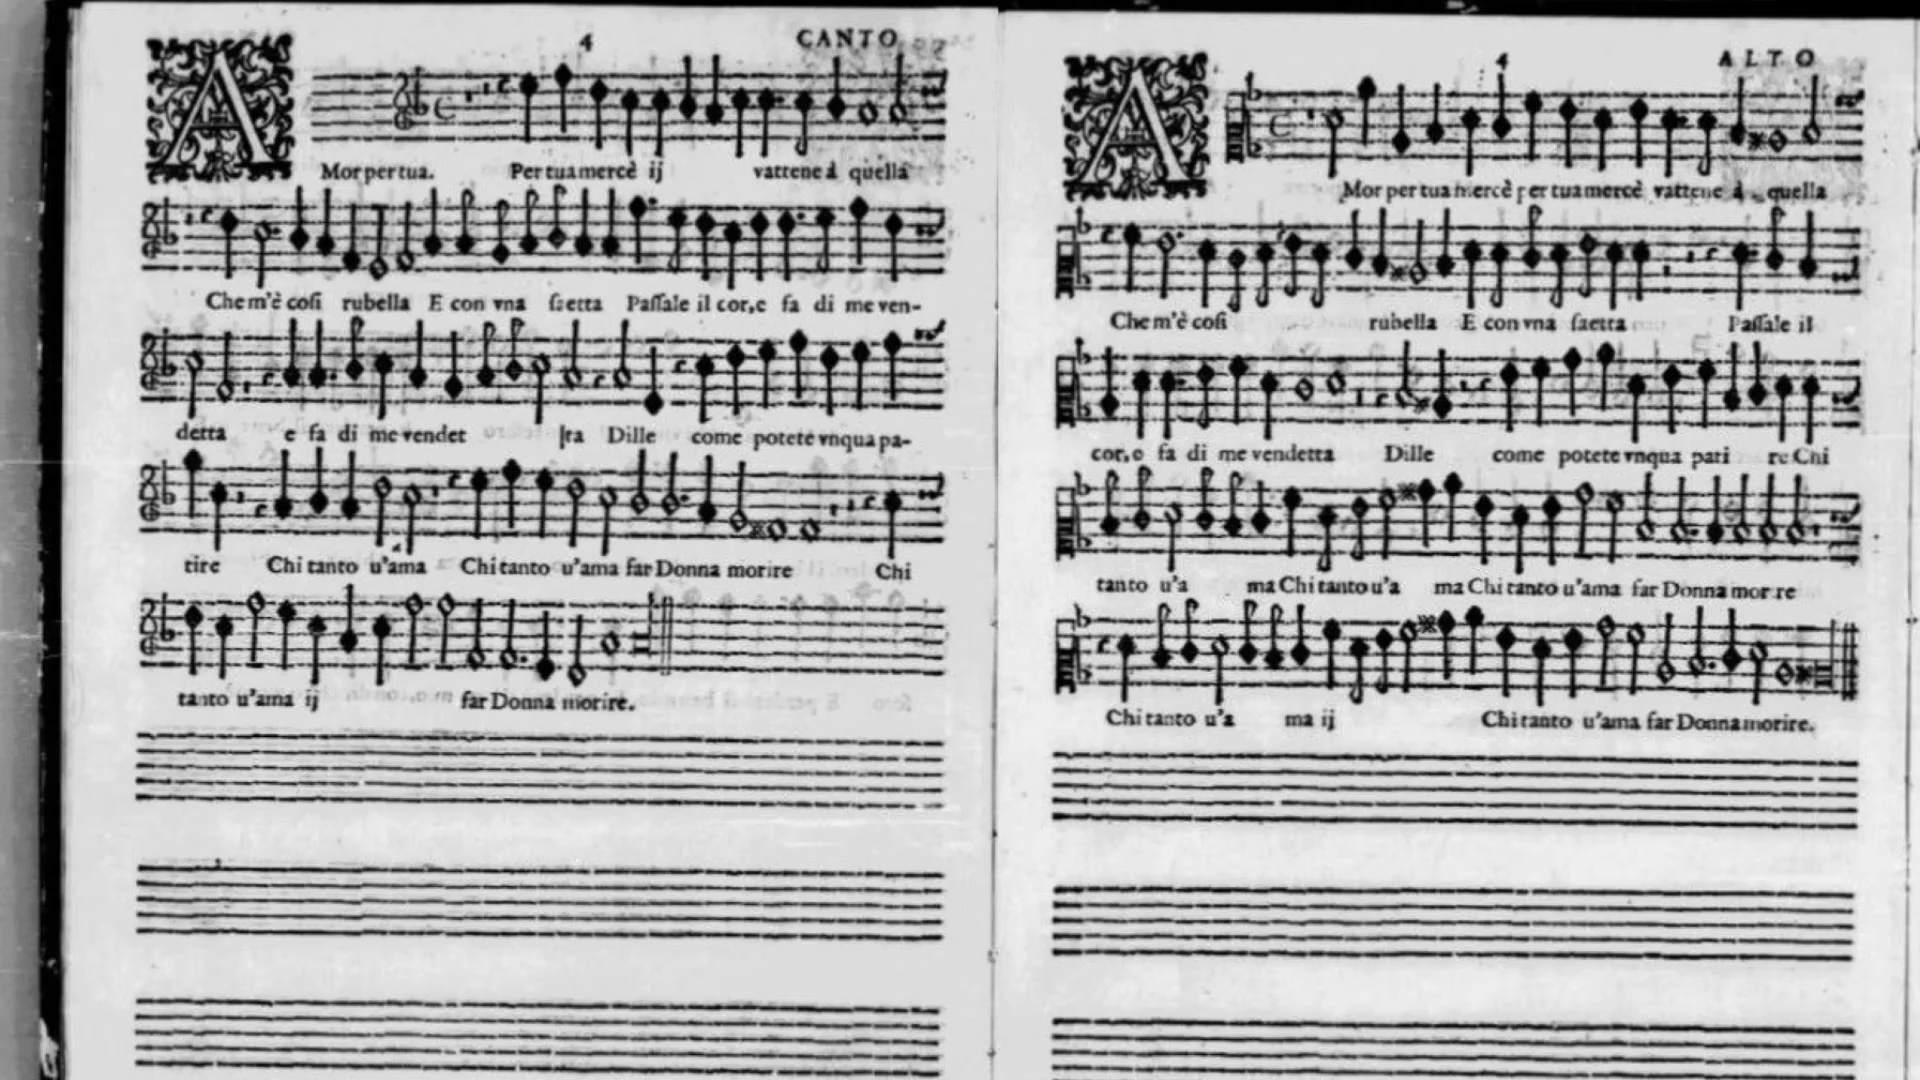 4 CANTO
A
Mor per tua. Per tua mercè ij vattene à quella
Che m'è cosi rubella E con vna saetta Passale il cor, e fa di me ven-
detta e fa di me vendet ta Dille come potete vnqua pa-
tire Chi tanto u'ama Chi tanto u'ama far Donna morire Chi
tanto u'ama ij far Donna morire.
4 ALTO
A
Mor per tua mercè per tua mercè vattene à quella
Che m'è cosi rubella E con vna saetta Passale il
cor, e fa di me vendetta Dille come potete vnqua pati re Chi
tanto u'a ma Chi tanto u'a ma Chi tanto u'ama far Donna mor re
Chi tanto u'a ma ij Chi tanto u'ama far Donna morire.